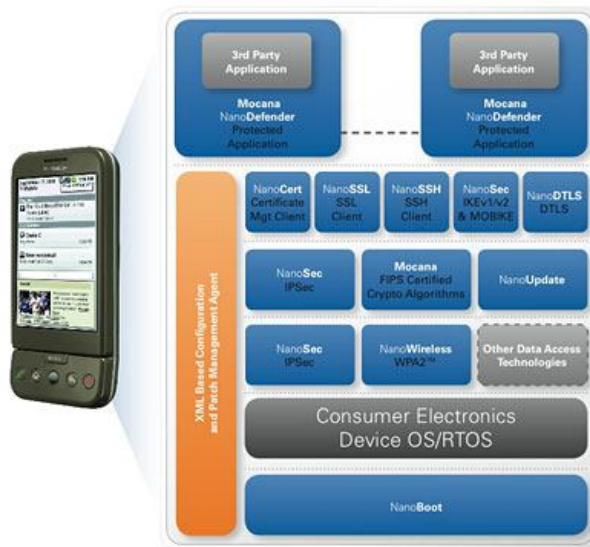 3rd Party
Application
Mocana
NanoDefender
Protected
Application
3rd Party
Application
Mocana
NanoDefender
Protected
Application
XML Based Configuration
and Patch Management Agent
NanoCert
Certificate
Mgt Client
NanoSSL
SSL
Client
NanoSSH
SSH
Client
NanoSec
IKEv1/v2
& MOBIKE
NanoDTLS
DTLS
NanoSec
IPSec
Mocana
FIPS Certified
Crypto Algorithms
NanoUpdate
NanoSec
IPSec
NanoWireless
WPA2™
Other Data Access
Technologies
Consumer Electronics
Device OS/RTOS
NanoBoot